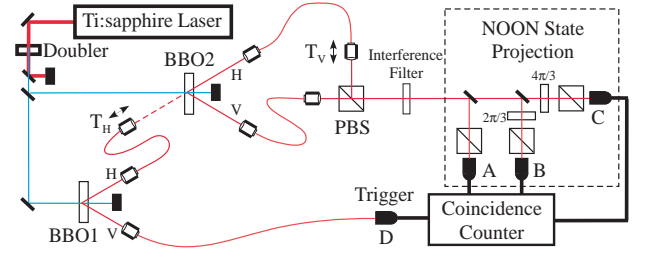 Ti:sapphire Laser
Doubler
BBO2
H
V
T_H
T_V
Interference
Filter
PBS
NOON State
Projection
4π/3
2π/3
C
A
B
H
V
BBO1
Trigger
D
Coincidence
Counter